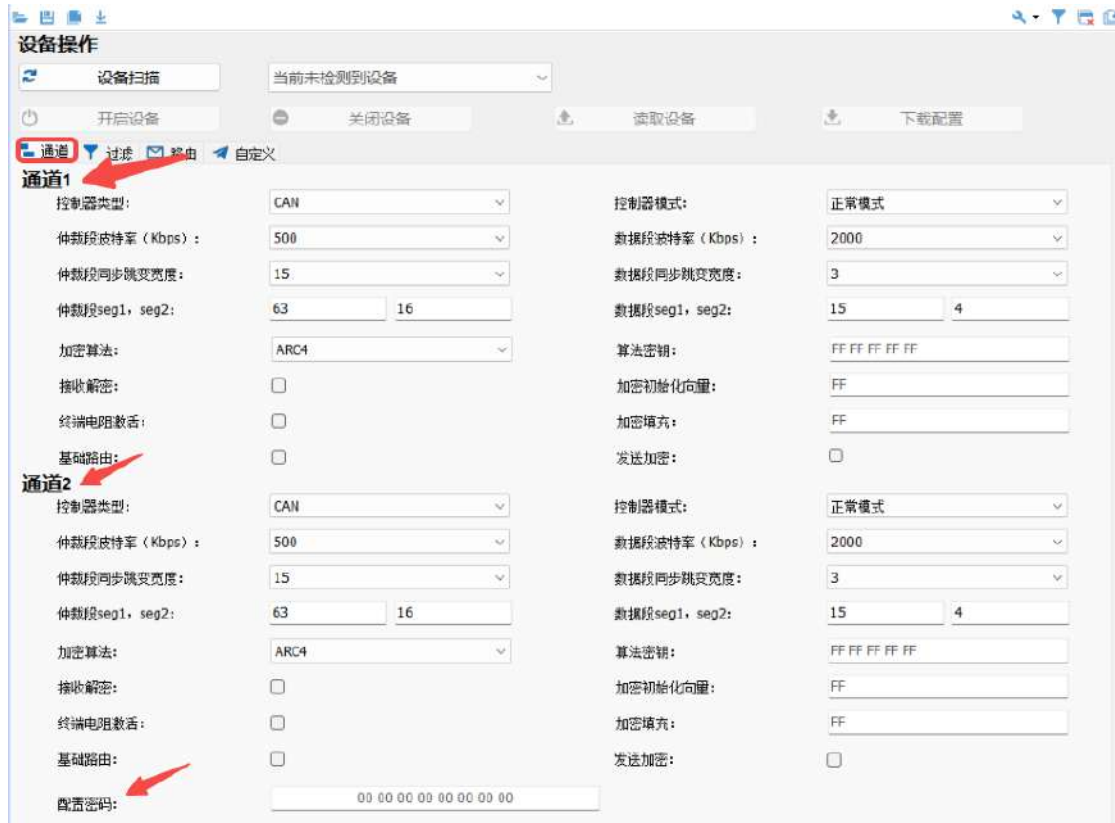 设备操作
设备扫描 当前未检测到设备
开启设备 关闭设备 读取设备 下载配置
通道 过滤 路由 自定义
通道1
控制器类型: CAN 控制器模式: 正常模式
仲裁段波特率（Kbps）: 500 数据段波特率（Kbps）: 2000
仲裁段同步跳变宽度: 15 数据段同步跳变宽度: 3
仲裁段seg1，seg2: 63 16 数据段seg1，seg2: 15 4
加密算法: ARC4 算法密钥: FF FF FF FF FF
接收解密: 加密初始化向量: FF
终端电阻激活: 加密填充: FF
基础路由: 发送加密:
通道2
控制器类型: CAN 控制器模式: 正常模式
仲裁段波特率（Kbps）: 500 数据段波特率（Kbps）: 2000
仲裁段同步跳变宽度: 15 数据段同步跳变宽度: 3
仲裁段seg1，seg2: 63 16 数据段seg1，seg2: 15 4
加密算法: ARC4 算法密钥: FF FF FF FF FF
接收解密: 加密初始化向量: FF
终端电阻激活: 加密填充: FF
基础路由: 发送加密:
配置密码: 00 00 00 00 00 00 00 00